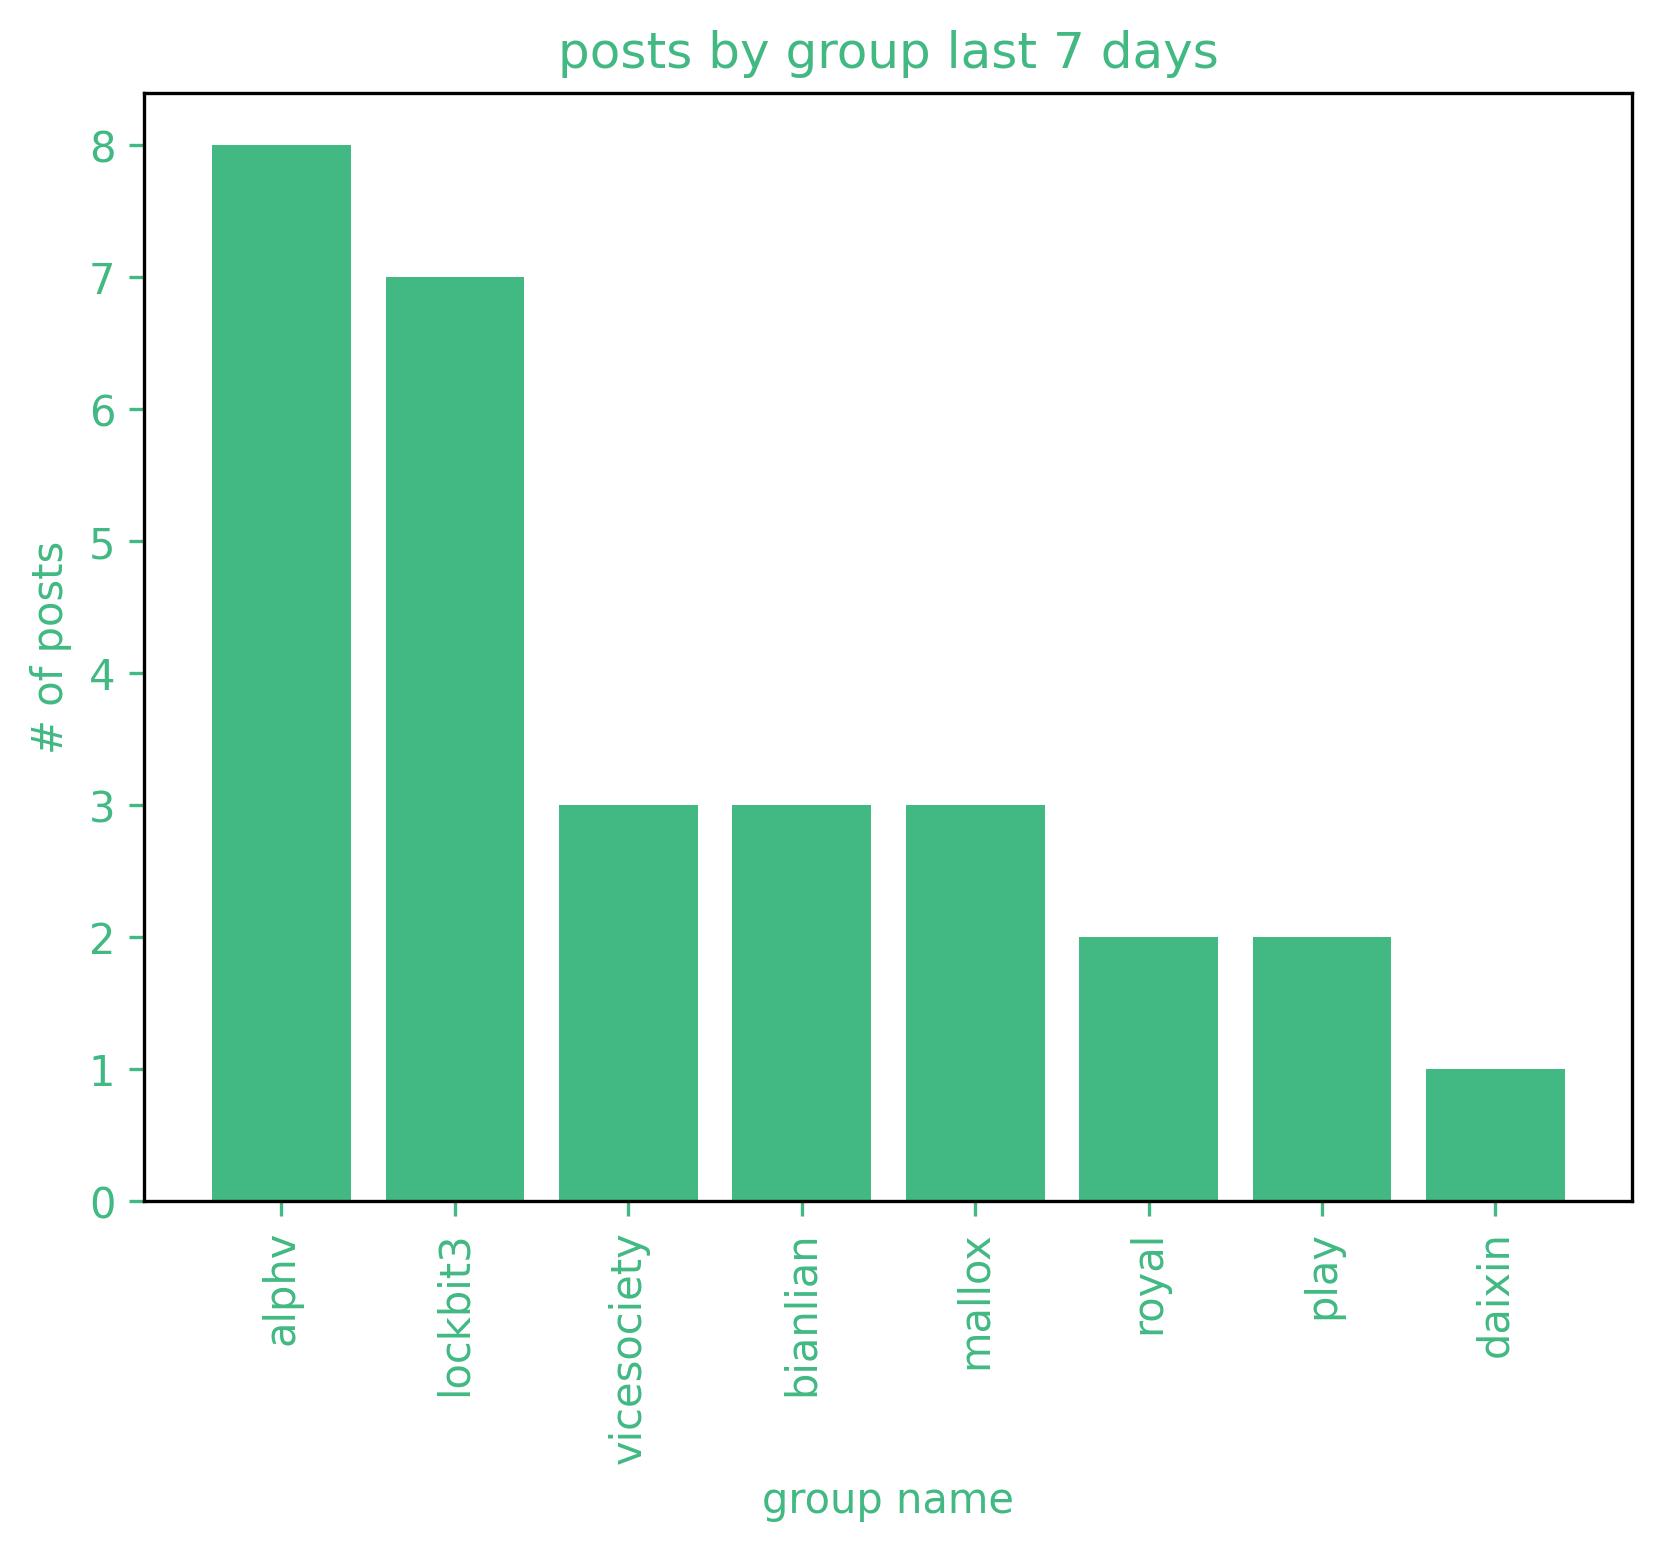 posts by group last 7 days
# of posts
8
7
6
5
4
3
2
1
0
alphv
lockbit3
vicesociety
bianlian
mallox
royal
play
daixin
group name